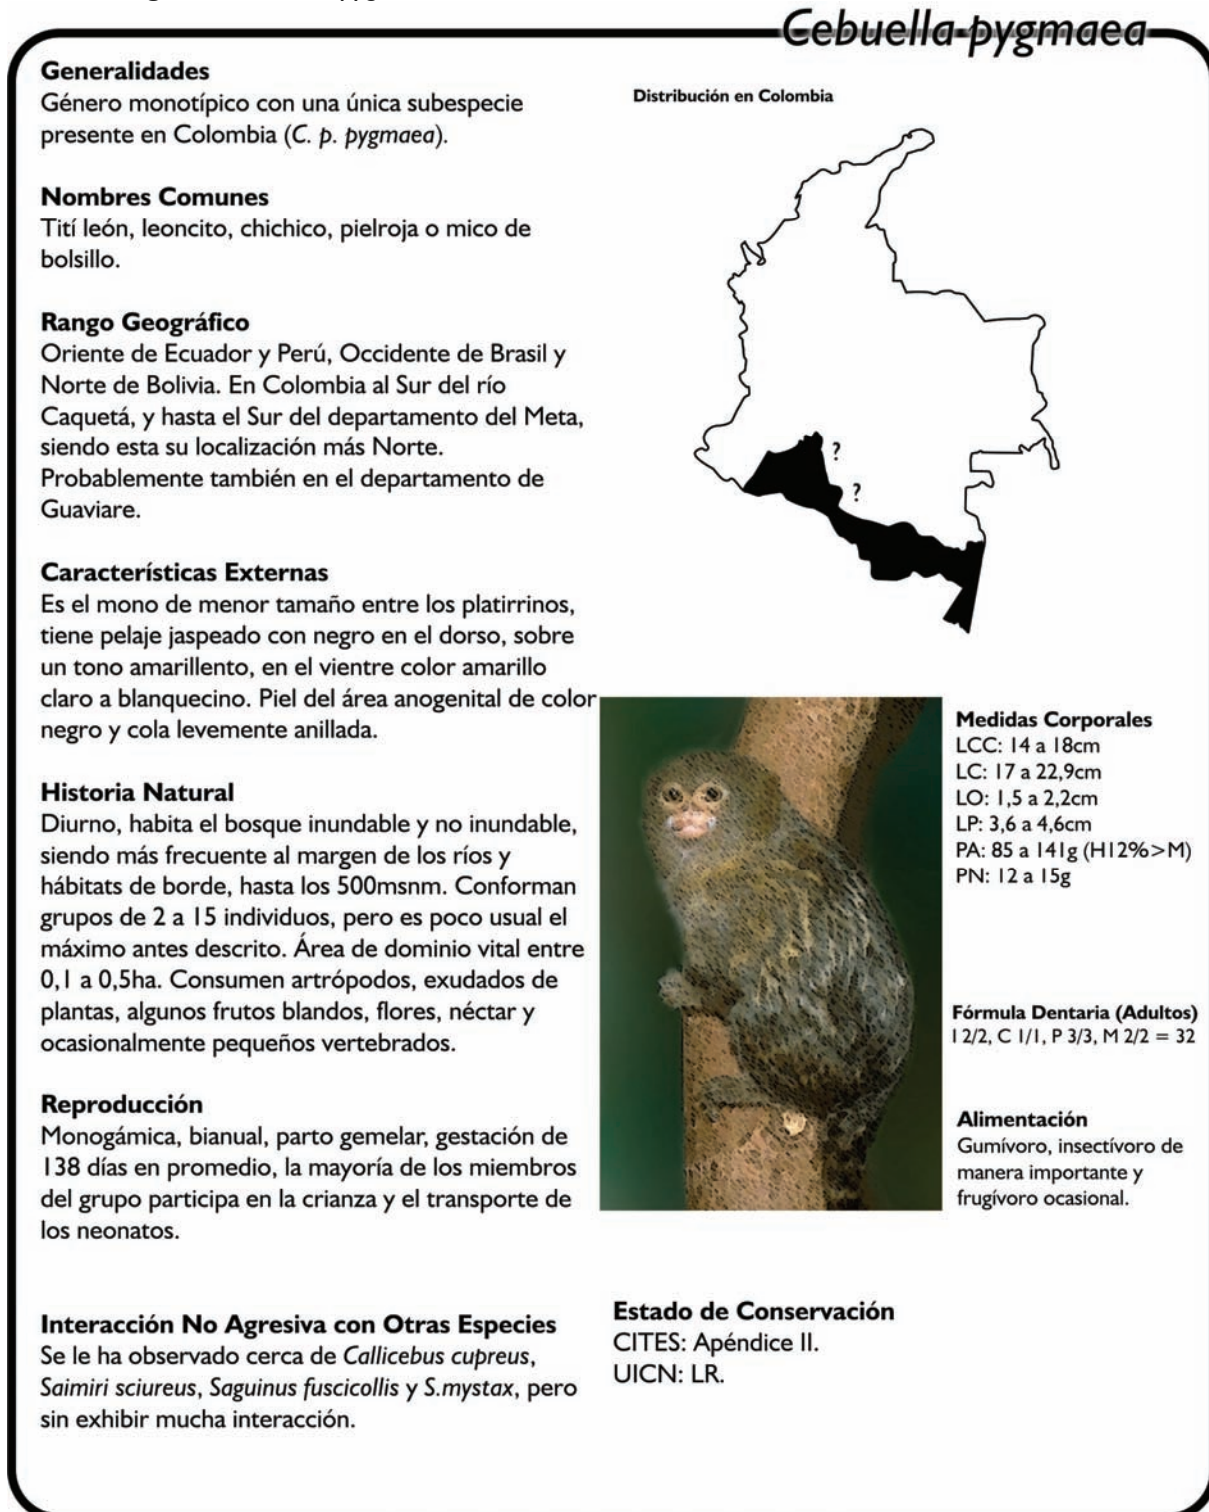 Cebuella pygmaea
Generalidades
Género monotípico con una única subespecie
presente en Colombia (C. p. pygmaea).
Nombres Comunes
Tití león, leoncito, chichico, pielroja o mico de
bolsillo.
Rango Geográfico
Oriente de Ecuador y Perú, Occidente de Brasil y
Norte de Bolivia. En Colombia al Sur del río
Caquetá, y hasta el Sur del departamento del Meta,
siendo esta su localización más Norte.
Probablemente también en el departamento de
Guaviare.
Características Externas
Es el mono de menor tamaño entre los platirrinos,
tiene pelaje jaspeado con negro en el dorso, sobre
un tono amarillento, en el vientre color amarillo
claro a blanquecino. Piel del área anogenital de color
negro y cola levemente anillada.
Historia Natural
Diurno, habita el bosque inundable y no inundable,
siendo más frecuente al margen de los ríos y
hábitats de borde, hasta los 500msnm. Conforman
grupos de 2 a 15 individuos, pero es poco usual el
máximo antes descrito. Área de dominio vital entre
0,1 a 0,5ha. Consumen artrópodos, exudados de
plantas, algunos frutos blandos, flores, néctar y
ocasionalmente pequeños vertebrados.
Reproducción
Monogámica, bianual, parto gemelar, gestación de
138 días en promedio, la mayoría de los miembros
del grupo participa en la crianza y el transporte de
los neonatos.
Interacción No Agresiva con Otras Especies
Se le ha observado cerca de Callicebus cupreus,
Saimiri sciureus, Saguinus fuscicollis y S.mystax, pero
sin exhibir mucha interacción.
Distribución en Colombia
?
?
Medidas Corporales
LCC: 14 a 18cm
LC: 17 a 22,9cm
LO: 1,5 a 2,2cm
LP: 3,6 a 4,6cm
PA: 85 a 141g (H12%>M)
PN: 12 a 15g
Fórmula Dentaria (Adultos)
I 2/2, C 1/1, P 3/3, M 2/2 = 32
Alimentación
Gumívoro, insectívoro de
manera importante y
frugívoro ocasional.
Estado de Conservación
CITES: Apéndice II.
UICN: LR.